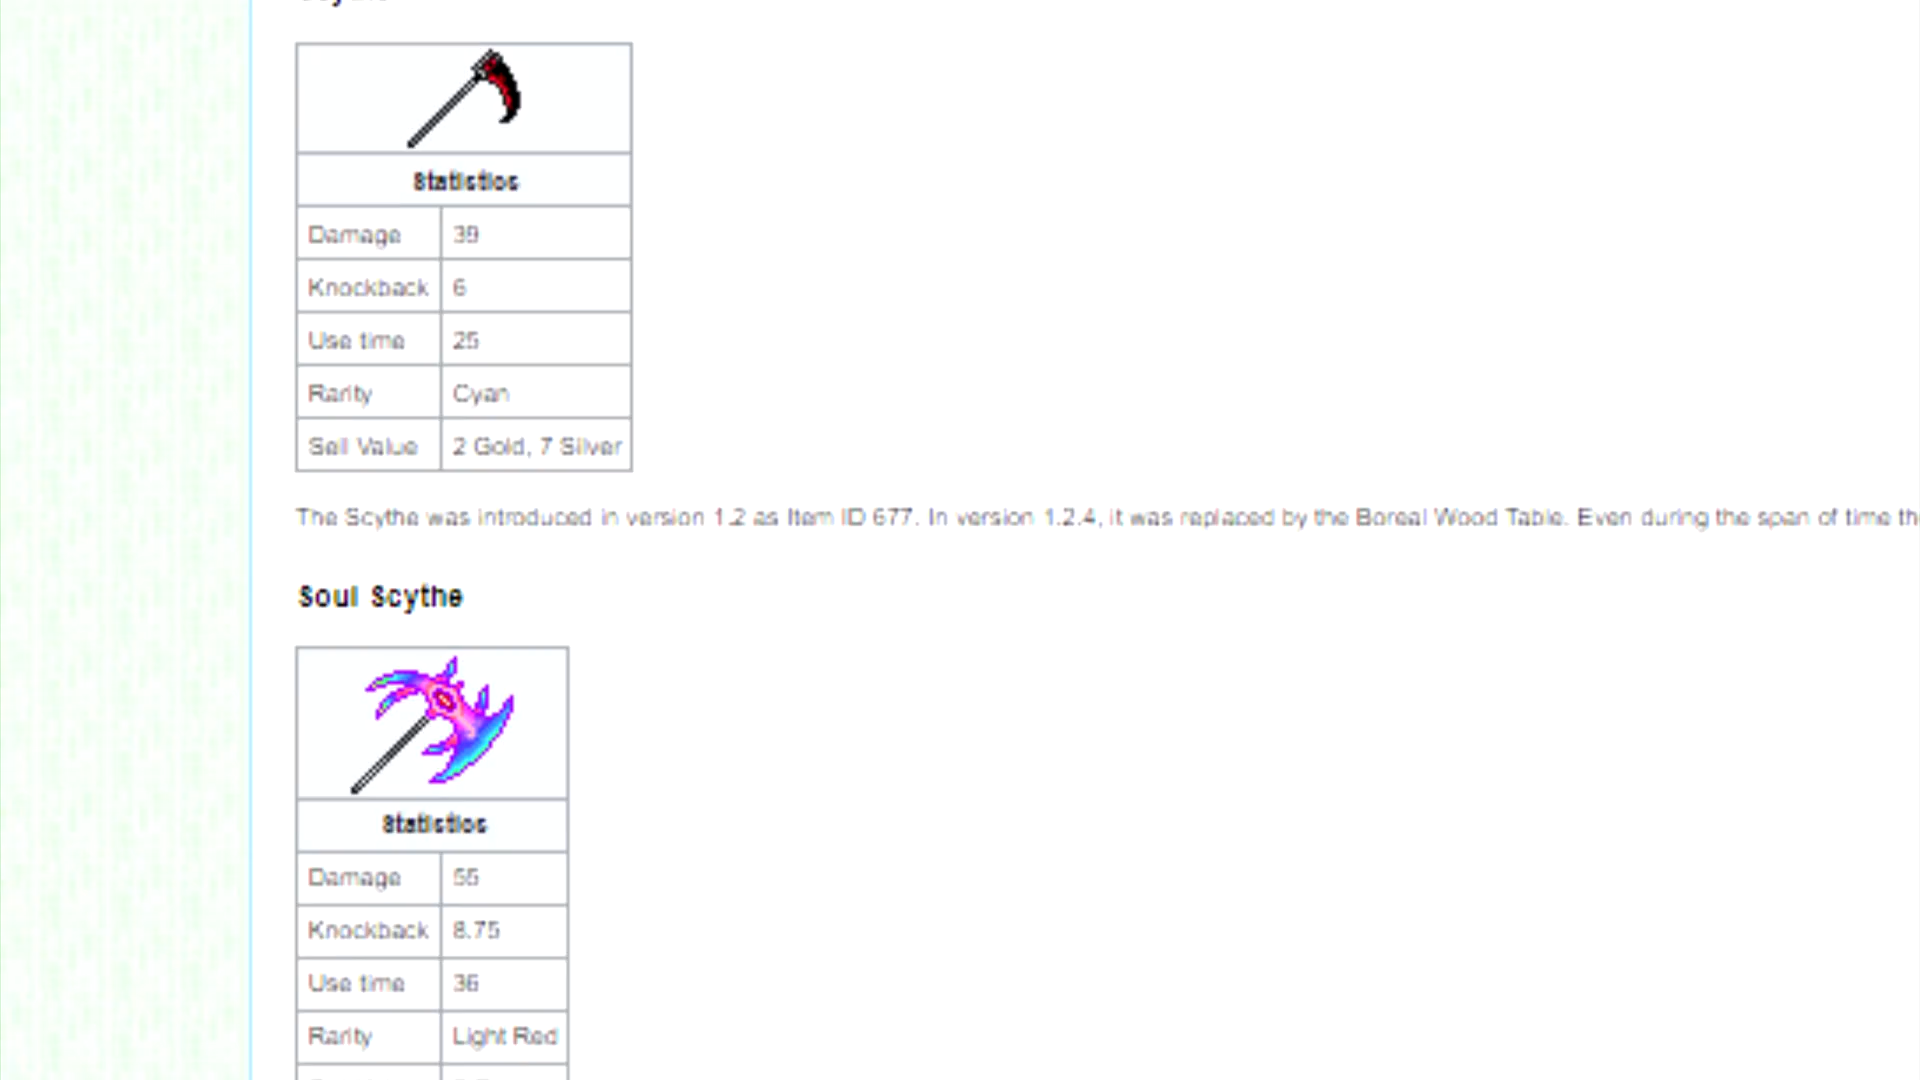 Statistics
Damage 39
Knockback 6
Use time 25
Rarity Cyan
Sell Value 2 Gold, 7 Silver
The Scythe was introduced in version 1.2 as Item ID 677. In version 1.2.4, it was replaced by the Boreal Wood Table. Even during the span of time th
Soul Scythe
Statistics
Damage 55
Knockback 8.75
Use time 36
Rarity Light Red